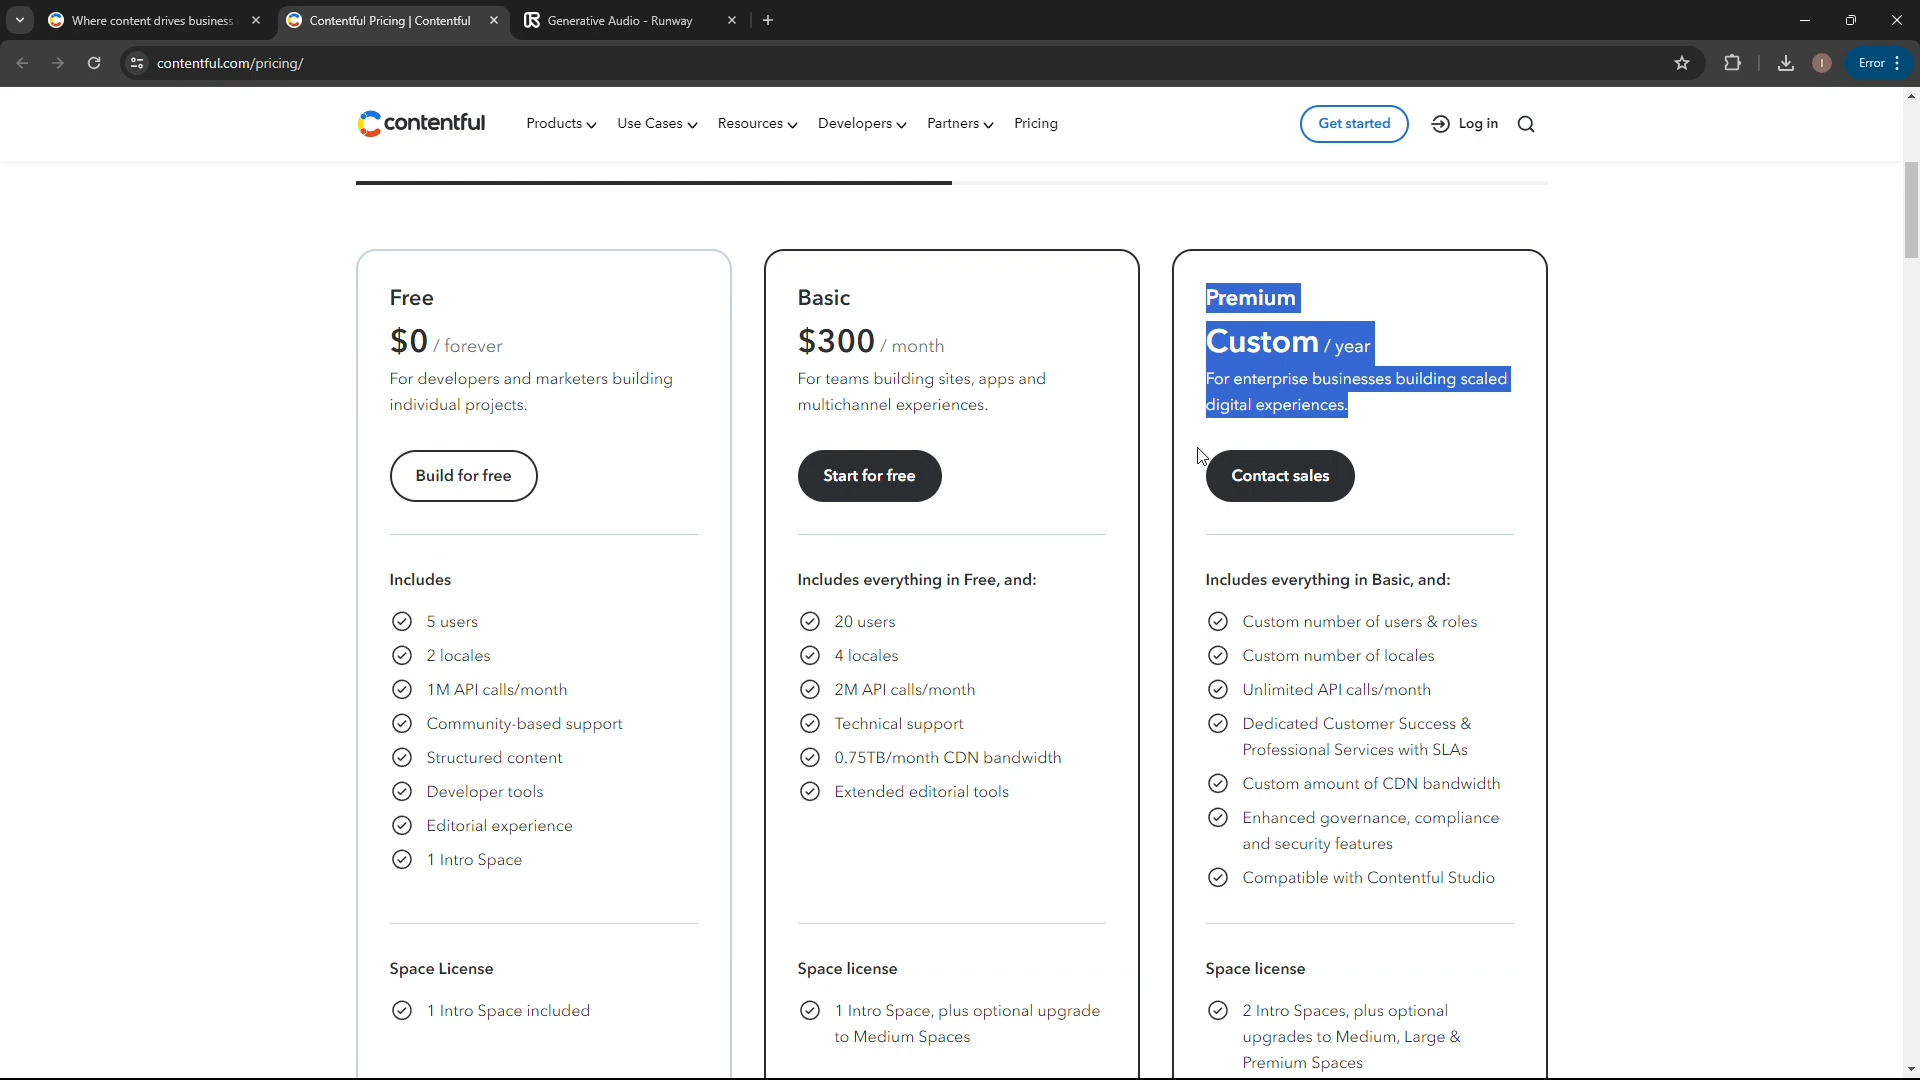 Where content drives business
Contentful Pricing | Contentful
Generative Audio - Runway
contentful.com/pricing/
I
Error
contentful
Products
Use Cases
Resources
Developers
Partners
Pricing
Get started
Log in
Free
$0 / forever
For developers and marketers building
individual projects.
Build for free
Includes
5 users
2 locales
1M API calls/month
Community-based support
Structured content
Developer tools
Editorial experience
1 Intro Space
Space License
1 Intro Space included
Basic
$300 / month
For teams building sites, apps and
multichannel experiences.
Start for free
Includes everything in Free, and:
20 users
4 locales
2M API calls/month
Technical support
0.75TB/month CDN bandwidth
Extended editorial tools
Space license
1 Intro Space, plus optional upgrade
to Medium Spaces
Premium
Custom / year
For enterprise businesses building scaled
digital experiences.
Contact sales
Includes everything in Basic, and:
Custom number of users & roles
Custom number of locales
Unlimited API calls/month
Dedicated Customer Success &
Professional Services with SLAs
Custom amount of CDN bandwidth
Enhanced governance, compliance
and security features
Compatible with Contentful Studio
Space license
2 Intro Spaces, plus optional
upgrades to Medium, Large &
Premium Spaces